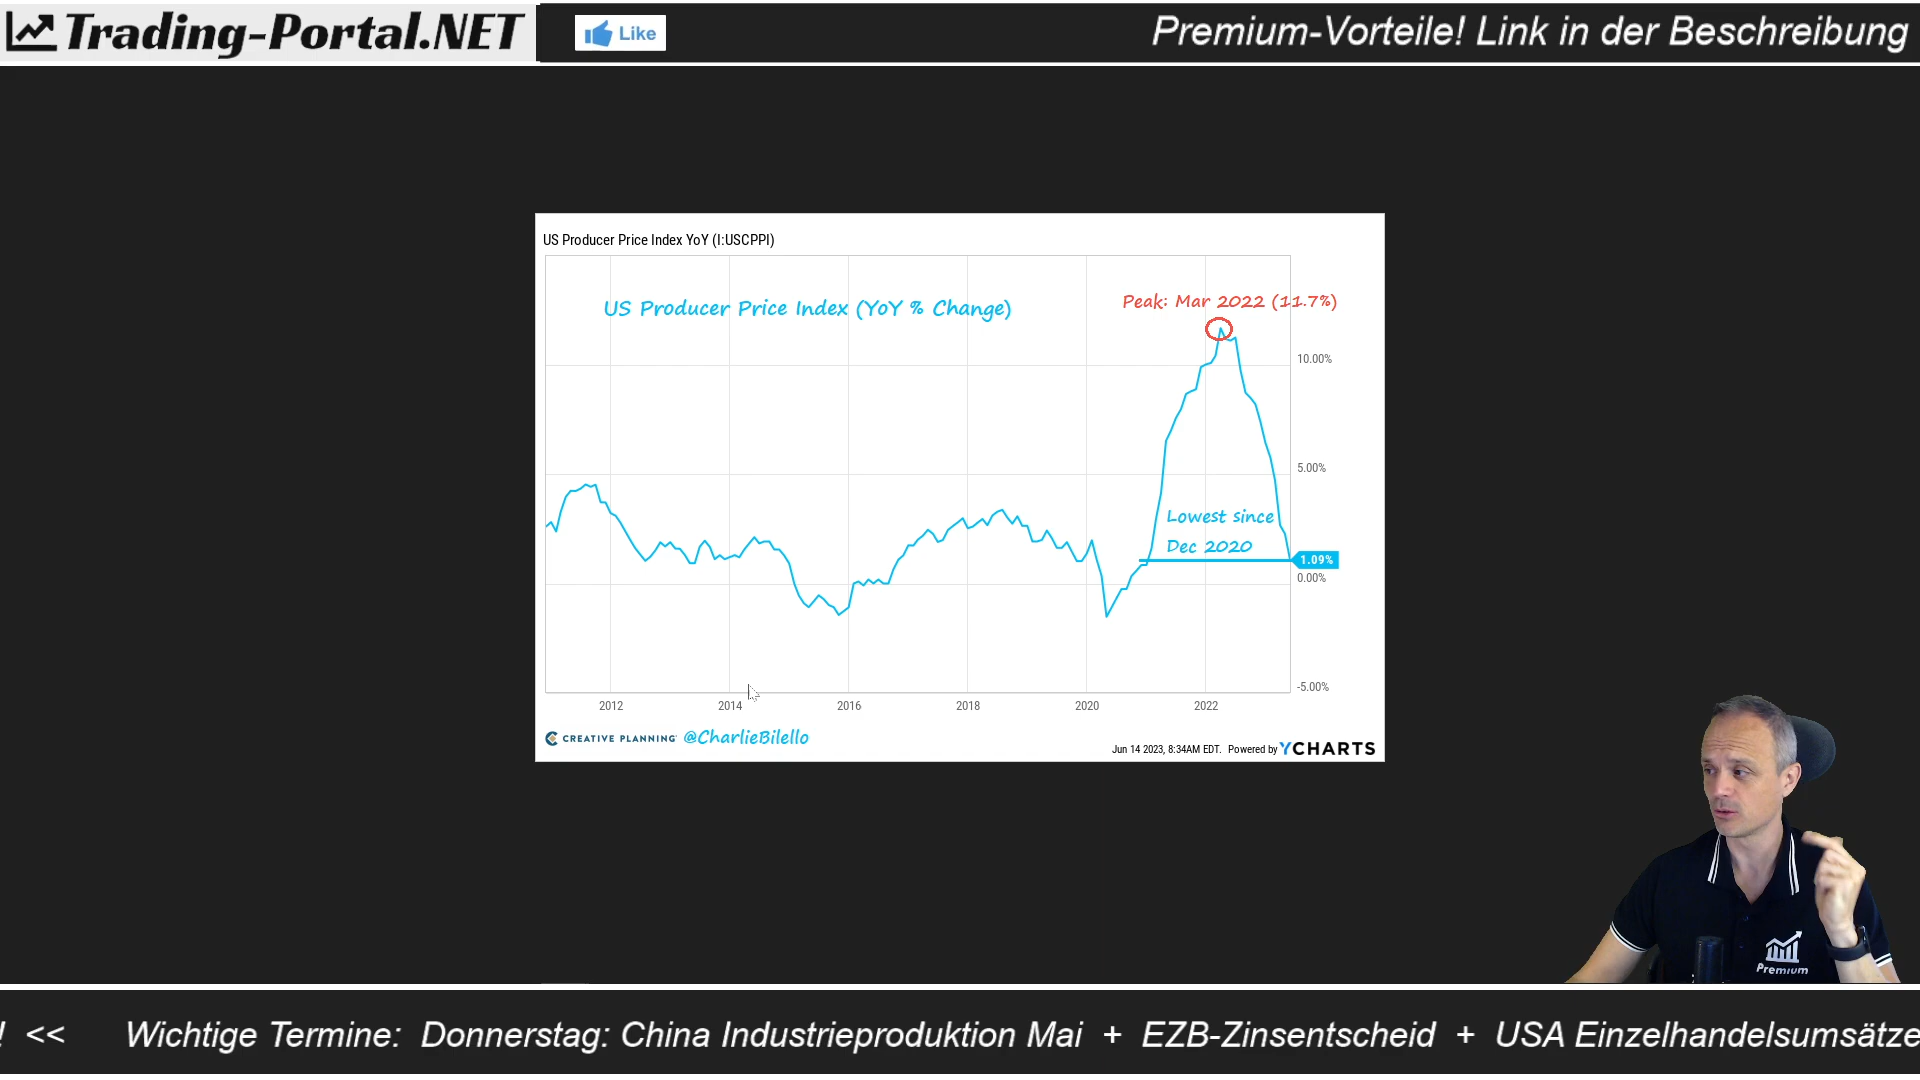 Trading-Portal.NET
Like
Premium-Vorteile! Link in der Beschreibung
US Producer Price Index YoY (I:USCPPI)
US Producer Price Index (YoY % Change)
Peak: Mar 2022 (11.7%)
10.00%
5.00%
Lowest since
Dec 2020
1.09%
0.00%
-5.00%
2012 2014 2016 2018 2020 2022
CREATIVE PLANNING @CharlieBilello
Jun 14 2023, 8:34AM EDT. Powered by YCHARTS
Premium
! << Wichtige Termine: Donnerstag: China Industrieproduktion Mai + EZB-Zinsentscheid + USA Einzelhandelsumsätze